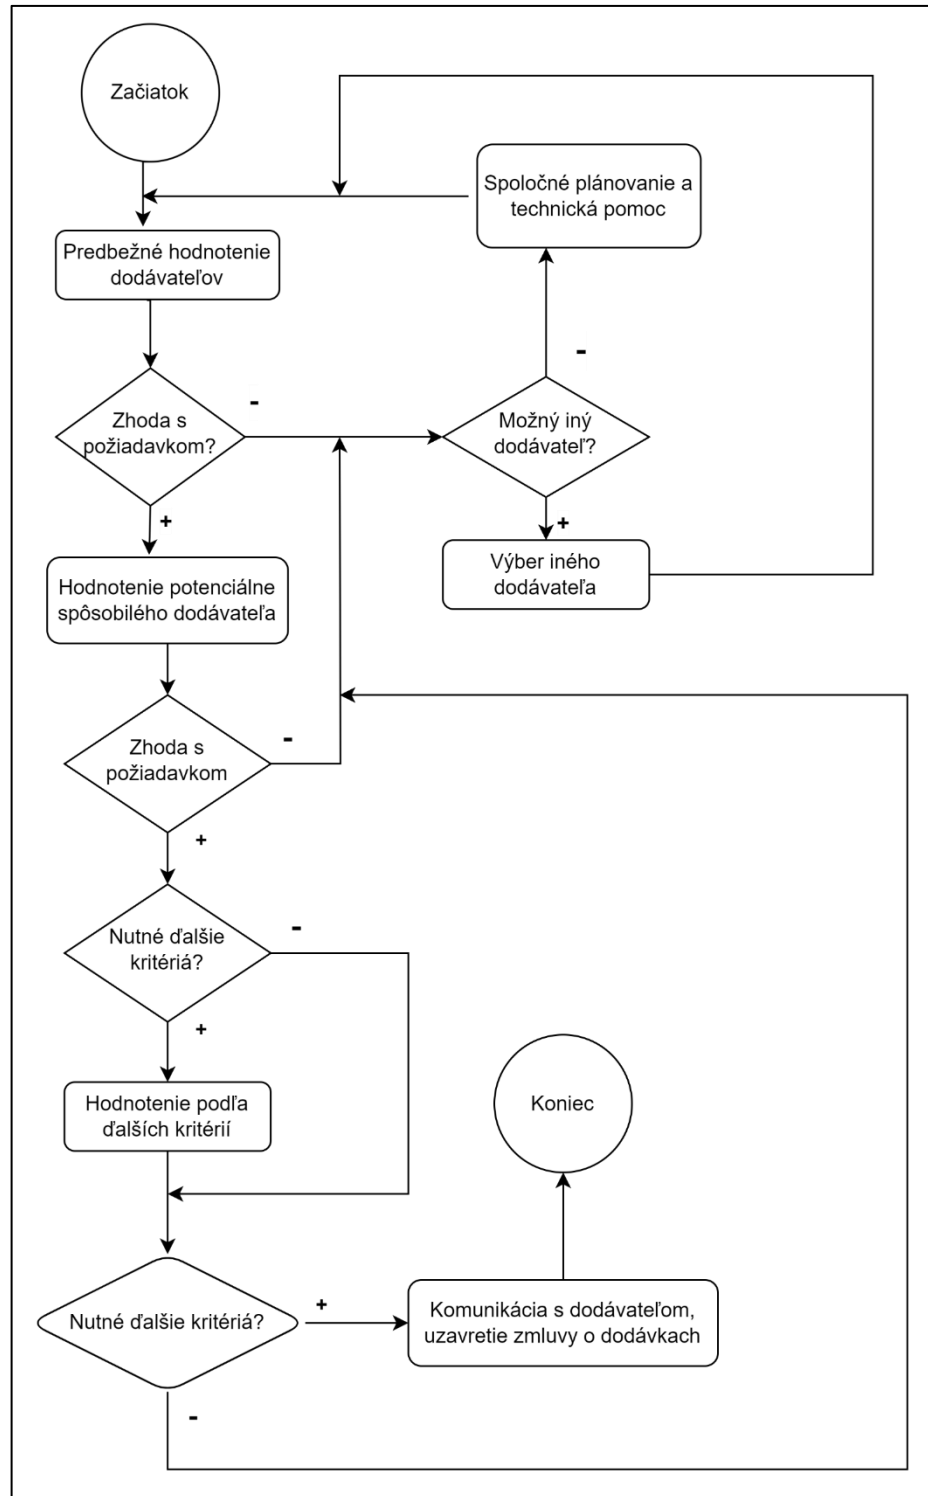 Začiatok
Spoločné plánovanie a
technická pomoc
Predbežné hodnotenie
dodávateľov
-
-
Zhoda s
požiadavkom?
Možný iný
dodávateľ?
+
+
Výber iného
dodávateľa
Hodnotenie potenciálne
spôsobilého dodávateľa
-
Zhoda s
požiadavkom
+
-
Nutné ďalšie
kritériá?
+
Hodnotenie podľa
ďalších kritérií
Koniec
+
Nutné ďalšie kritériá?
Komunikácia s dodávateľom,
uzavretie zmluvy o dodávkach
-